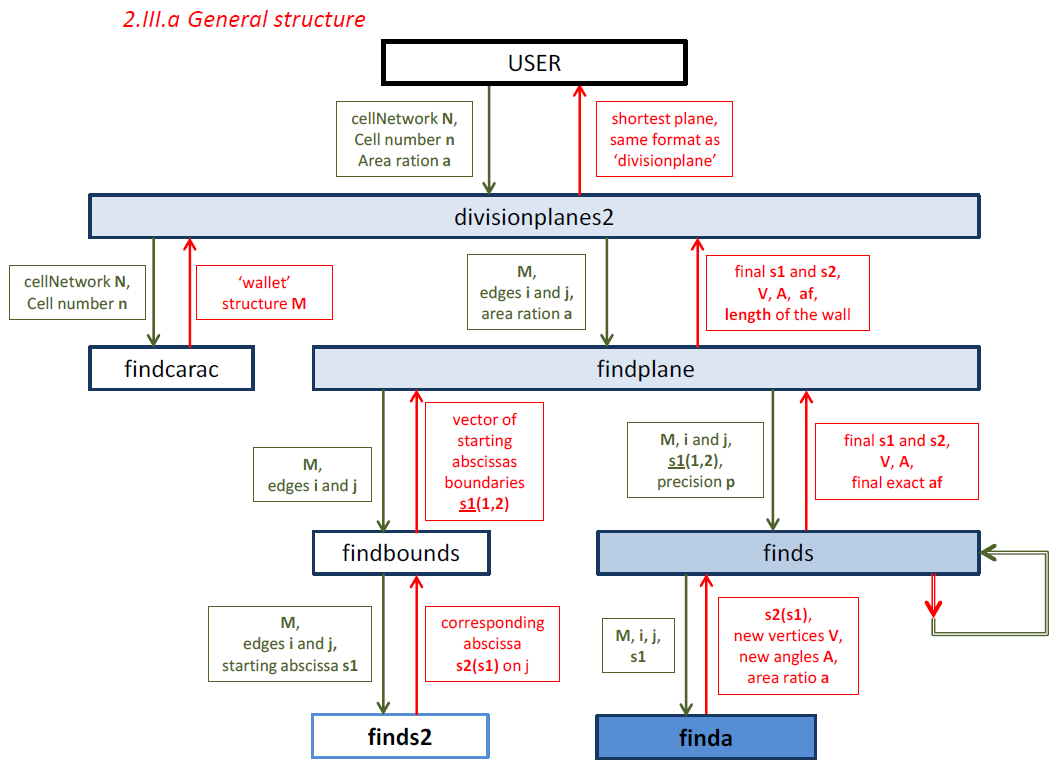 2.III.a General structure
USER
cellNetwork N,
Cell number n
Area ration a
shortest plane,
same format as
‘divisionplane’
divisionplanes2
cellNetwork N,
Cell number n
‘wallet’
structure M
M,
edges i and j,
area ration a
final s1 and s2,
V, A, af,
length of the wall
findcarac
findplane
M,
edges i and j
vector of
starting
abscissas
boundaries
s1(1,2)
M, i and j,
s1(1,2),
precision p
final s1 and s2,
V, A,
final exact af
findbounds
finds
M,
edges i and j,
starting abscissa s1
corresponding
abscissa
s2(s1) on j
M, i, j,
s1
s2(s1),
new vertices V,
new angles A,
area ratio a
finds2
finda